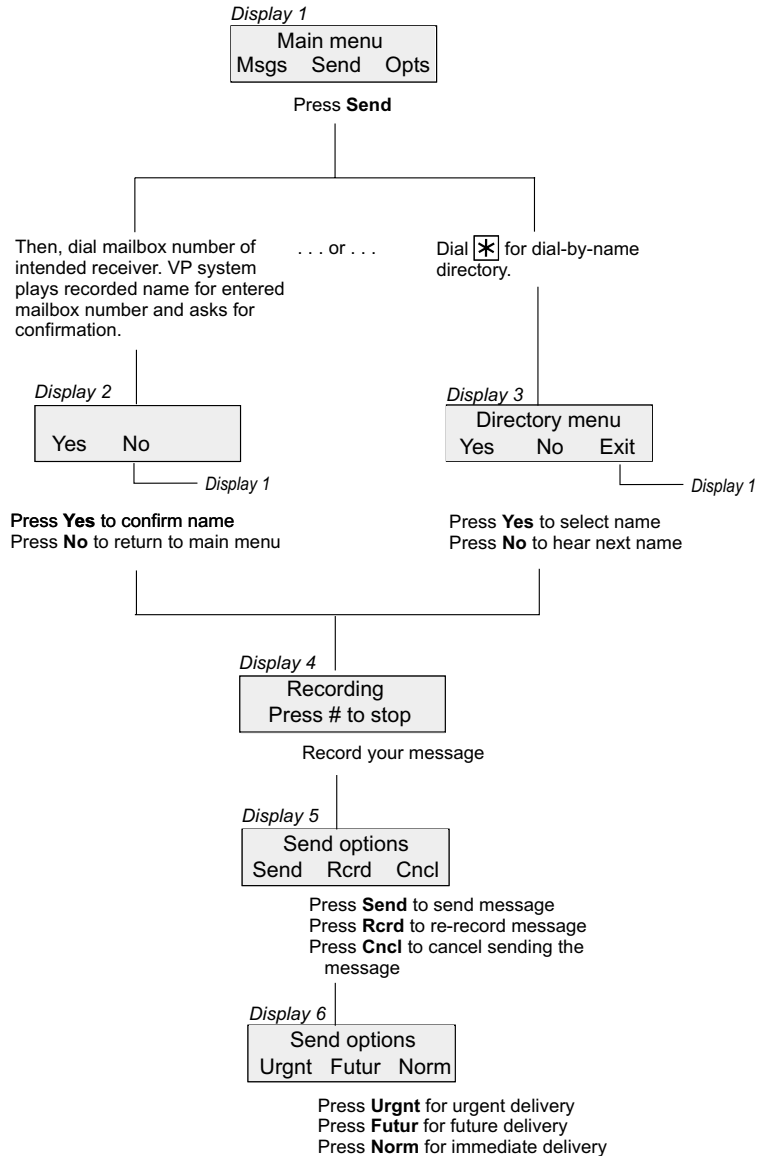 Display 1
Main menu
Msgs Send Opts
Press Send
Then, dial mailbox number of
intended receiver. VP system
plays recorded name for entered
mailbox number and asks for
confirmation.
. . . or . . .
Dial * for dial-by-name
directory.
Display 2
Yes No
Display 1
Press Yes to confirm name
Press No to return to main menu
Display 3
Directory menu
Yes No Exit
Display 1
Press Yes to select name
Press No to hear next name
Display 4
Recording
Press # to stop
Record your message
Display 5
Send options
Send Rcrd Cncl
Press Send to send message
Press Rcrd to re-record message
Press Cncl to cancel sending the
message
Display 6
Send options
Urgnt Futur Norm
Press Urgnt for urgent delivery
Press Futur for future delivery
Press Norm for immediate delivery